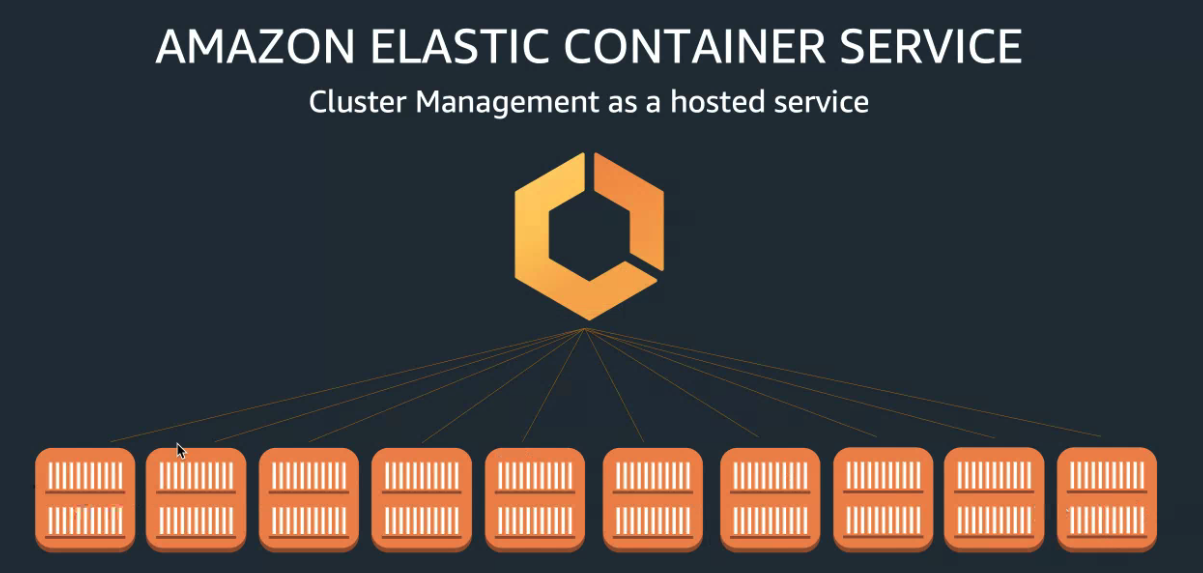 AMAZON ELASTIC CONTAINER SERVICE
Cluster Management as a hosted service